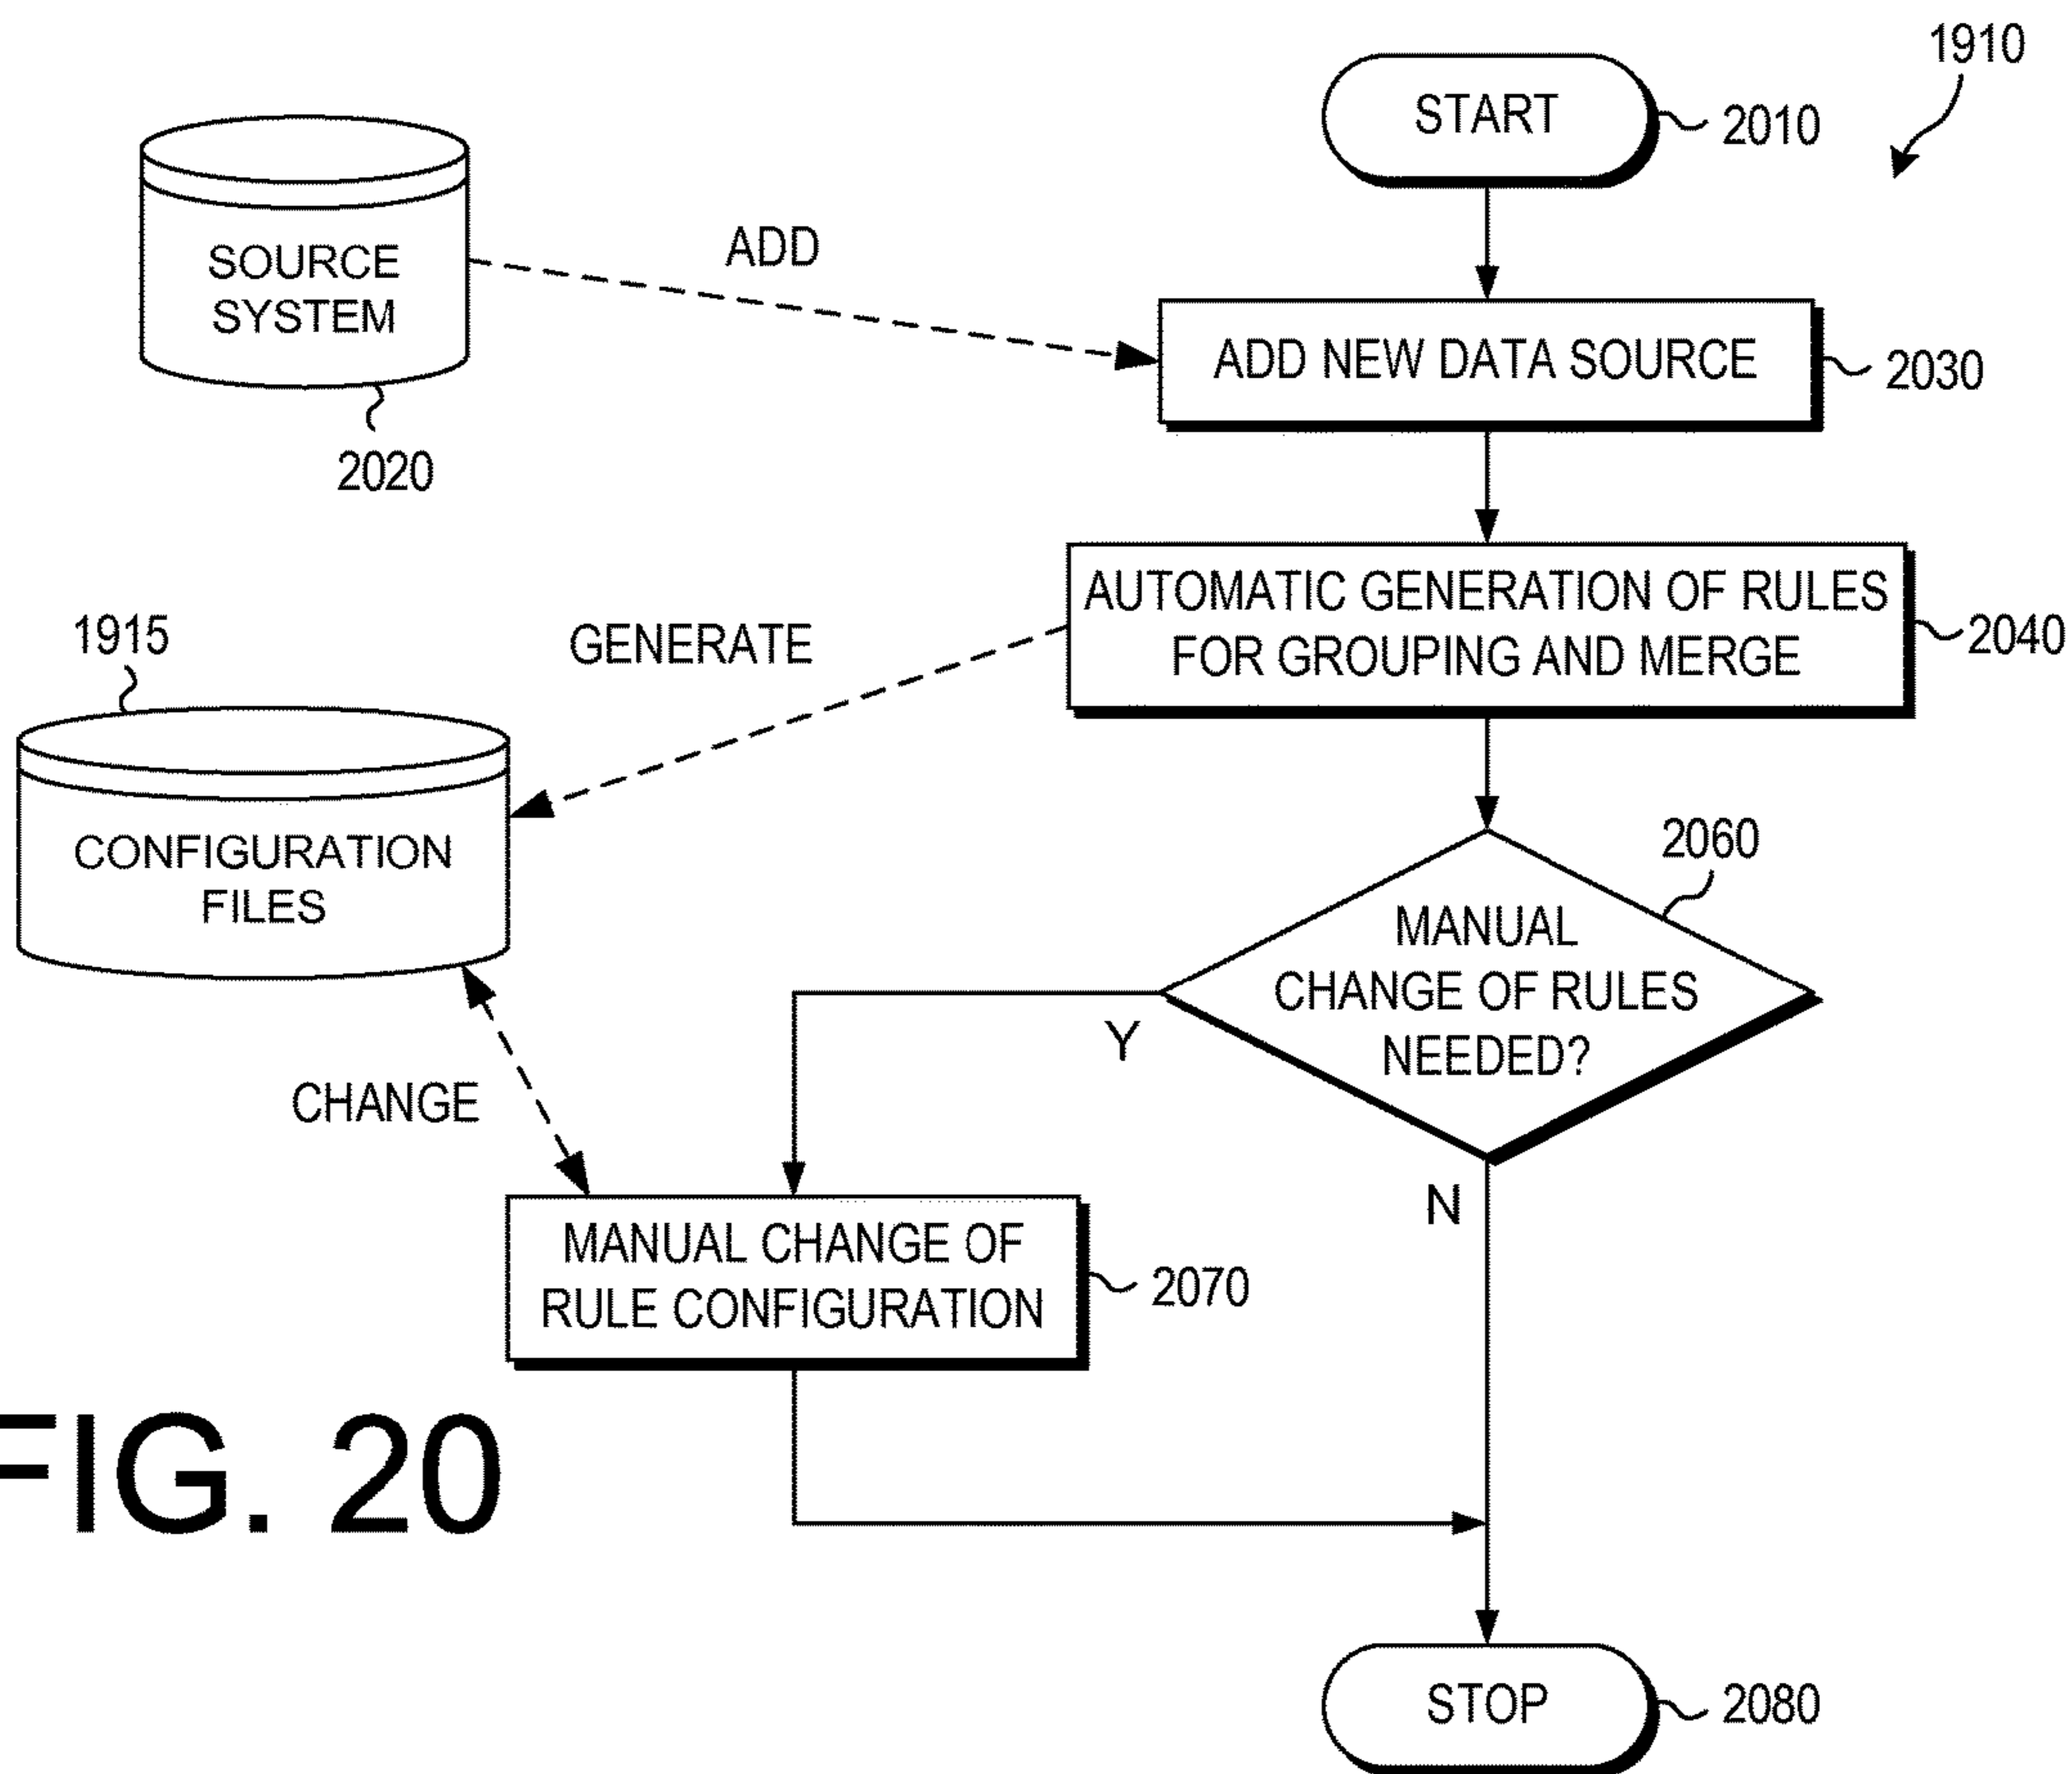 1910
START
2010
SOURCE
SYSTEM
2020
ADD
ADD NEW DATA SOURCE
2030
AUTOMATIC GENERATION OF RULES
FOR GROUPING AND MERGE
2040
GENERATE
1915
CONFIGURATION
FILES
2060
MANUAL
CHANGE OF RULES
NEEDED?
Y
N
CHANGE
MANUAL CHANGE OF
RULE CONFIGURATION
2070
FIG. 20
STOP
2080